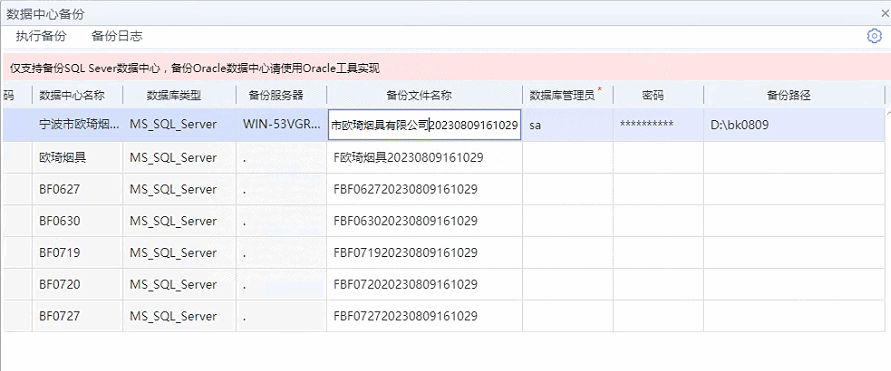 数据中心备份
执行备份 备份日志
仅支持备份SQL Sever数据中心，备份Oracle数据中心请使用Oracle工具实现
码 数据中心名称 数据库类型 备份服务器 备份文件名称 数据库管理员* 密码 备份路径
宁波市欧琦烟... MS_SQL_Server WIN-53VGR... 市欧琦烟具有限公司20230809161029 sa ********** D:\bk0809
欧琦烟具 MS_SQL_Server . F欧琦烟具20230809161029
BF0627 MS_SQL_Server . FBF062720230809161029
BF0630 MS_SQL_Server . FBF063020230809161029
BF0719 MS_SQL_Server . FBF071920230809161029
BF0720 MS_SQL_Server . FBF072020230809161029
BF0727 MS_SQL_Server . FBF072720230809161029